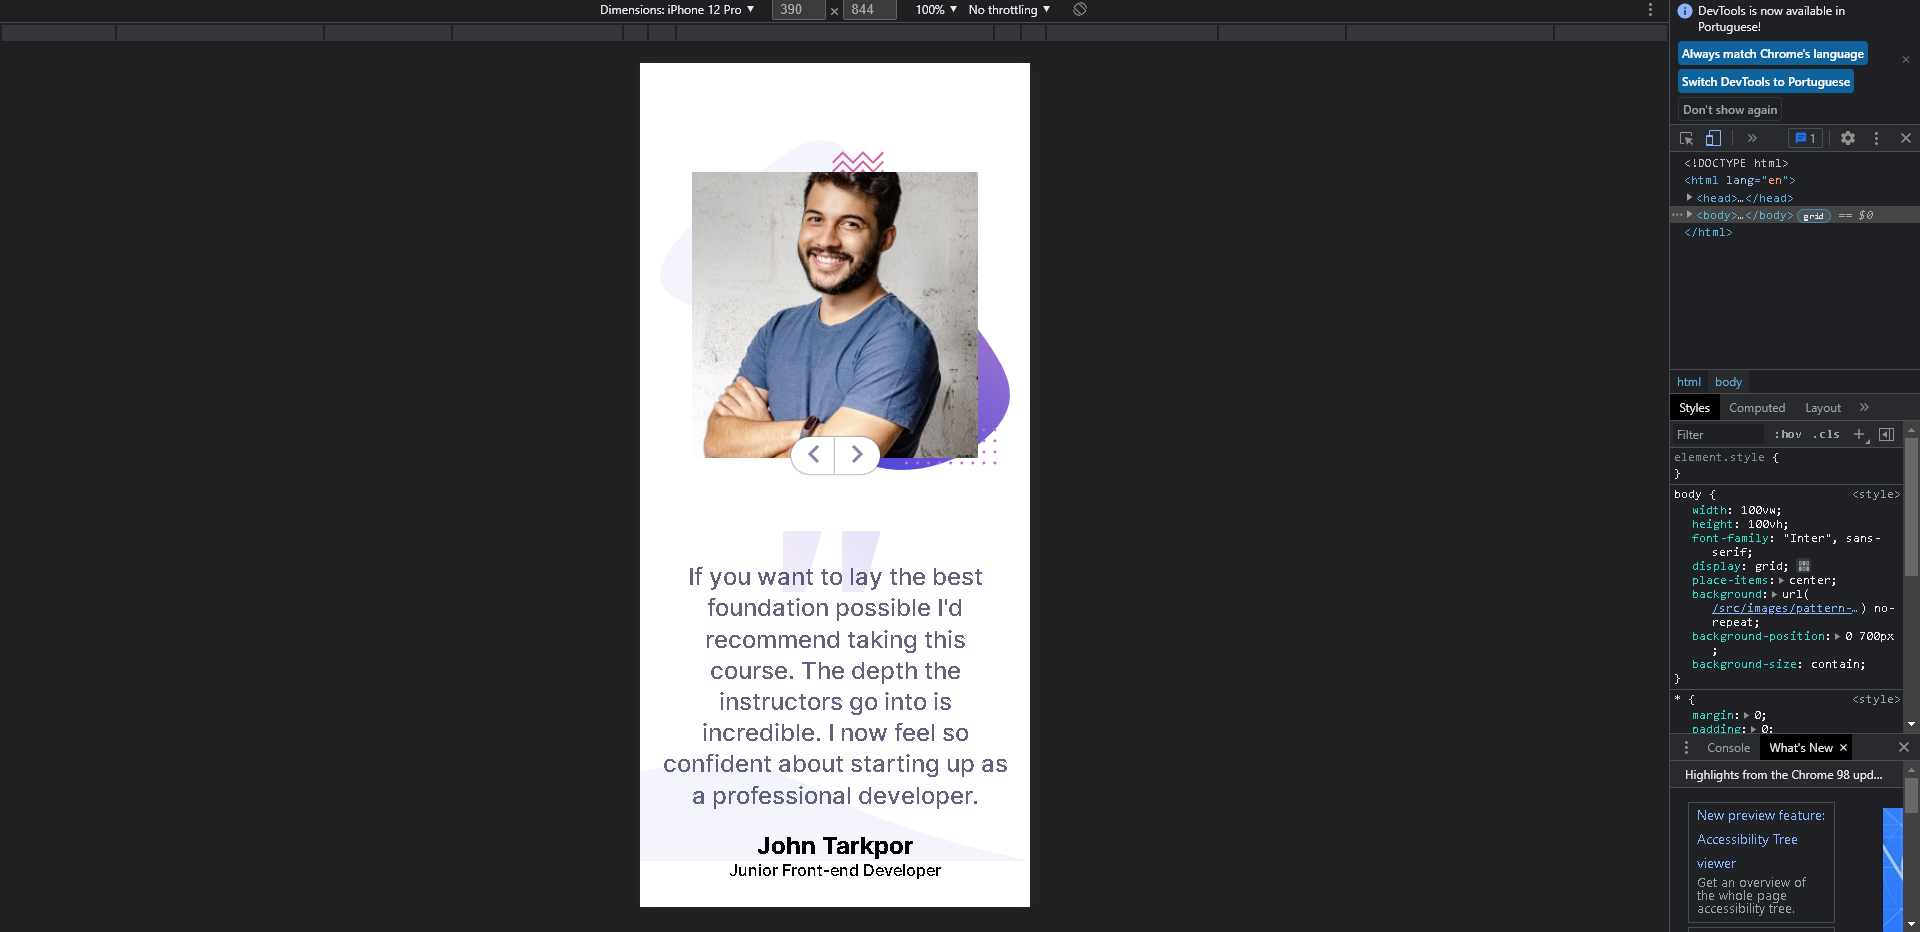 Dimensions: iPhone 12 Pro ▼ 390 × 844 100% ▼ No throttling ▼
DevTools is now available in
Portuguese!
Always match Chrome's language
Switch DevTools to Portuguese
Don't show again
1
<!DOCTYPE html>
<html lang="en">
<head>…</head>
<body>…</body> grid == $0
</html>
html body
Styles Computed Layout
Filter :hov .cls
element.style {
}
body { <style>
width: 100vw;
height: 100vh;
font-family: "Inter", sans-
serif;
display: grid;
place-items: center;
background: url(
/src/images/pattern-…) no-
repeat;
background-position: 0 700px
;
background-size: contain;
}
* { <style>
margin: 0;
padding: 0;
Console What's New ×
Highlights from the Chrome 98 upd...
New preview feature:
Accessibility Tree
viewer
Get an overview of
the whole page
accessibility tree.
"
If you want to lay the best
foundation possible I'd
recommend taking this
course. The depth the
instructors go into is
incredible. I now feel so
confident about starting up as
a professional developer.
John Tarkpor
Junior Front-end Developer